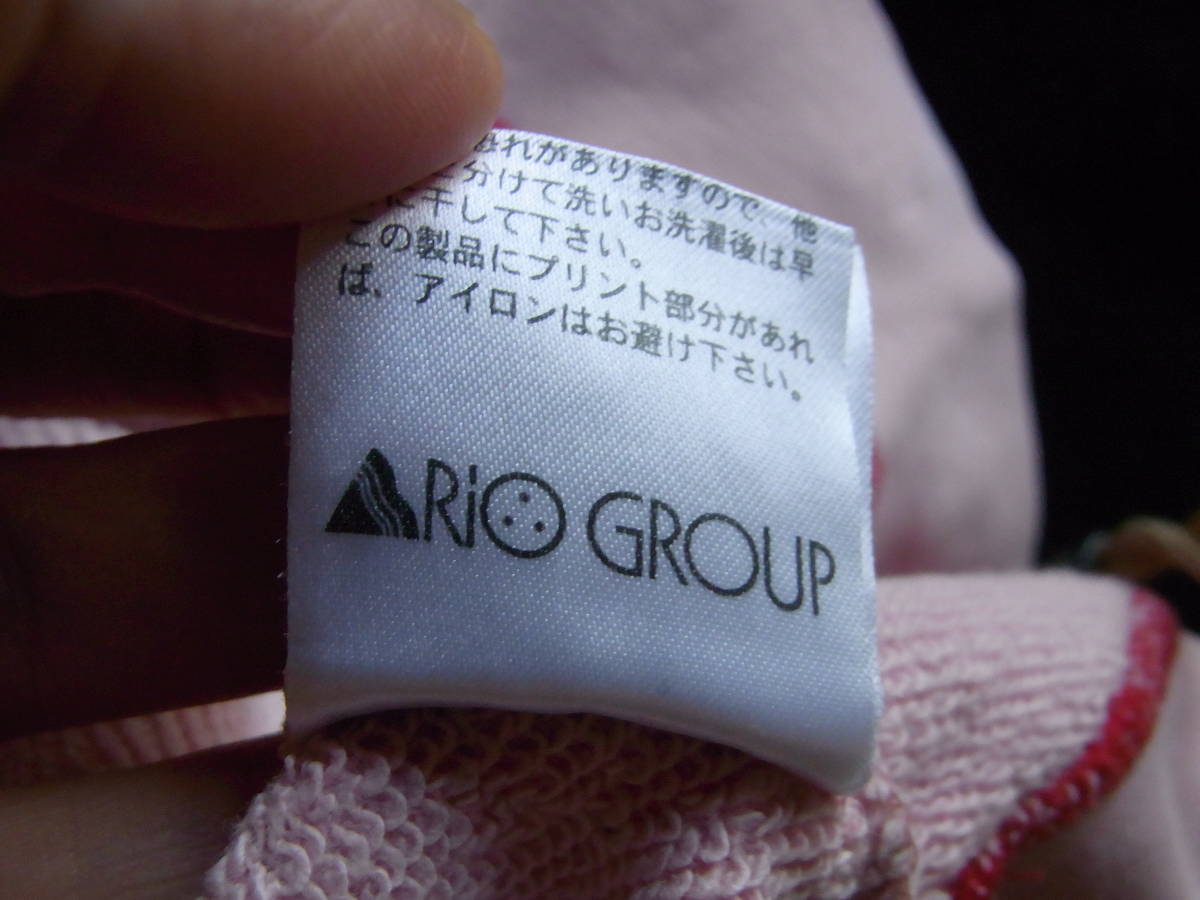 恐れがありますので、他
分けて洗いお洗濯後は早
に干して下さい。
この製品にプリント部分があれ
ば、アイロンはお避け下さい。
RiO GROUP